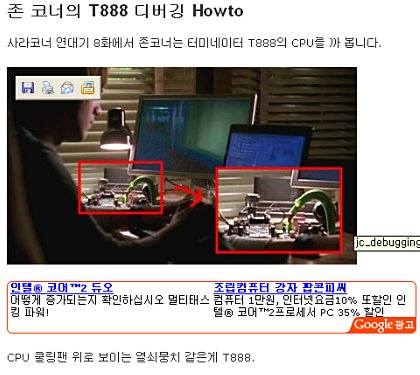 존 코너의 T888 디버깅 Howto
사라코너 연대기 8화에서 존코너는 터미네이터 T888의 CPU를 까 봅니다.
jc_debugging
인텔® 코어™2 듀오
어떻게 증가되는지 확인하십시오 멀티태스
킹 파워!
조립컴퓨터 강자 팝콘피씨
컴퓨터 1만원, 인터넷요금10% 또할인 인
텔® 코어™2프로세서 PC 35% 할인
Google 광고
CPU 쿨링팬 위로 보이는 열쇠뭉치 같은게 T888.